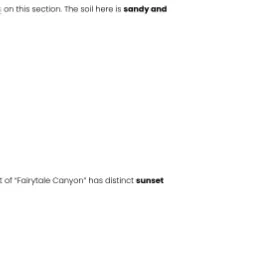 on this section. The soil here is sandy and
t of "Fairytale Canyon" has distinct sunset